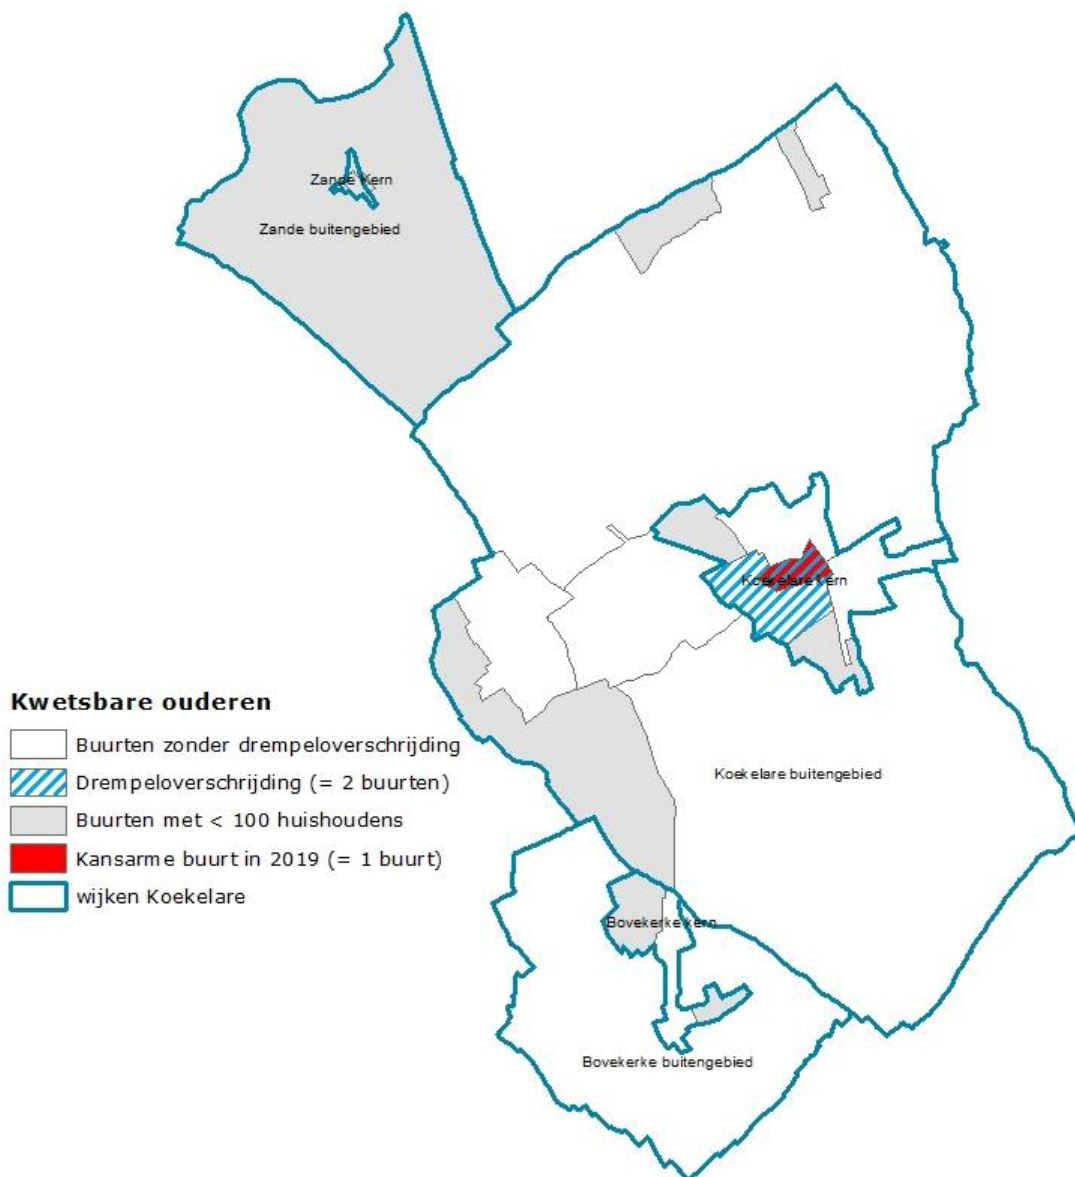 Zande Kern
Zande buitengebied
Koekelare kern
Kwetsbare ouderen
Buurten zonder drempeloverschrijding
Drempeloverschrijding (= 2 buurten)
Buurten met < 100 huishoudens
Kansarme buurt in 2019 (= 1 buurt)
wijken Koekelare
Koekelare buitengebied
Bovekerke kern
Bovekerke buitengebied